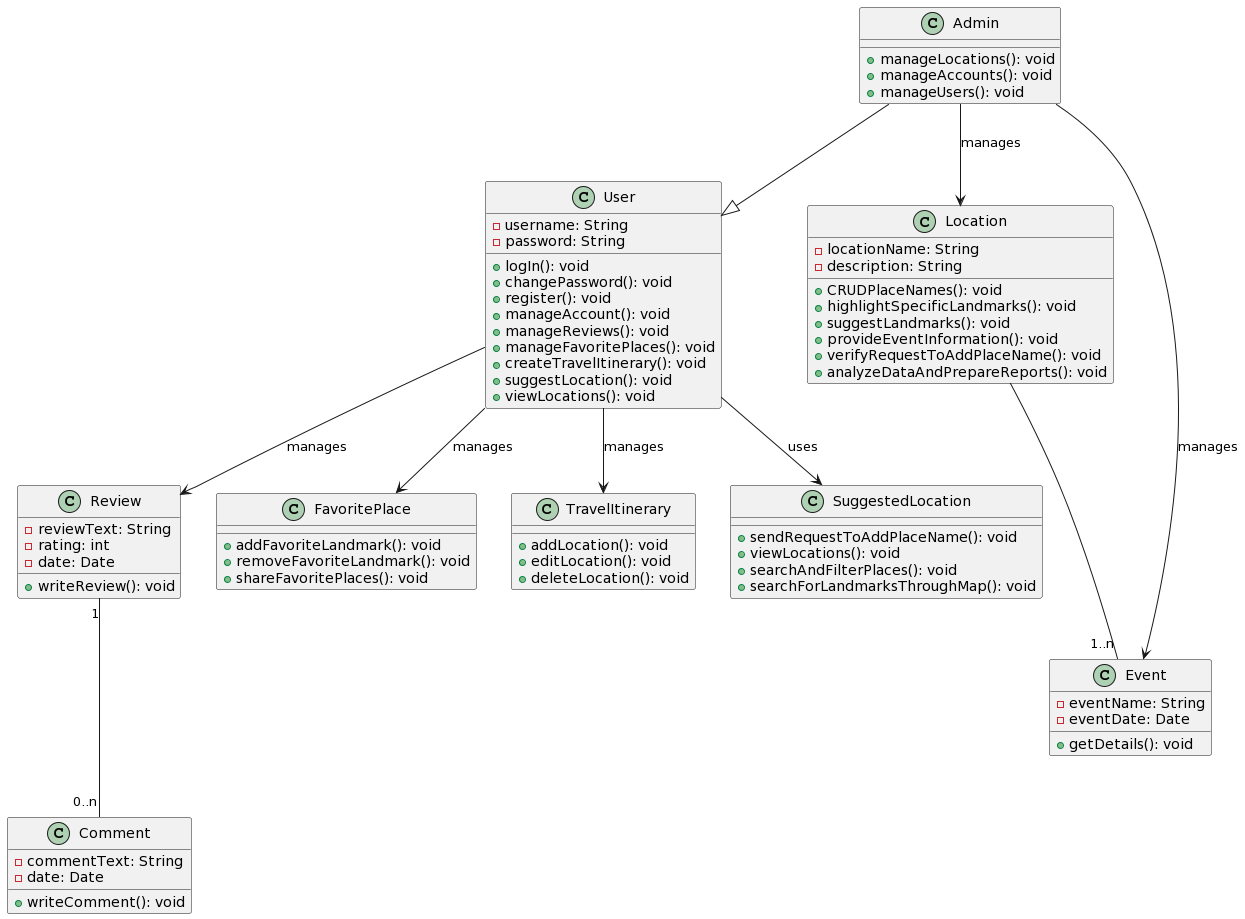 C Admin
manageLocations(): void
manageAccounts(): void
manageUsers(): void
manages
C User
username: String
password: String
logIn(): void
changePassword(): void
register(): void
manageAccount(): void
manageReviews(): void
manageFavoritePlaces(): void
createTravelItinerary(): void
suggestLocation(): void
viewLocations(): void
C Location
locationName: String
description: String
CRUDPlaceNames(): void
highlightSpecificLandmarks(): void
suggestLandmarks(): void
provideEventInformation(): void
verifyRequestToAddPlaceName(): void
analyzeDataAndPrepareReports(): void
manages
manages
manages
uses
manages
C Review
reviewText: String
rating: int
date: Date
writeReview(): void
C FavoritePlace
addFavoriteLandmark(): void
removeFavoriteLandmark(): void
shareFavoritePlaces(): void
C TravelItinerary
addLocation(): void
editLocation(): void
deleteLocation(): void
C SuggestedLocation
sendRequestToAddPlaceName(): void
viewLocations(): void
searchAndFilterPlaces(): void
searchForLandmarksThroughMap(): void
1
1..n
C Event
eventName: String
eventDate: Date
getDetails(): void
0..n
C Comment
commentText: String
date: Date
writeComment(): void